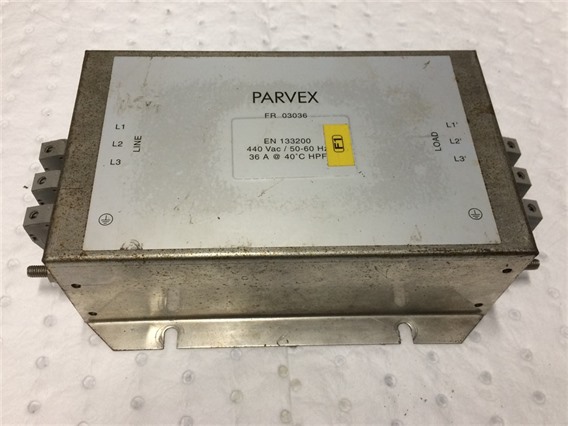 PARVEX
FR 03036
EN 133200
440 Vac / 50-60 Hz
36 A @ 40°C HPF
F1
LINE
L1
L2
L3
LOAD
L1'
L2'
L3'